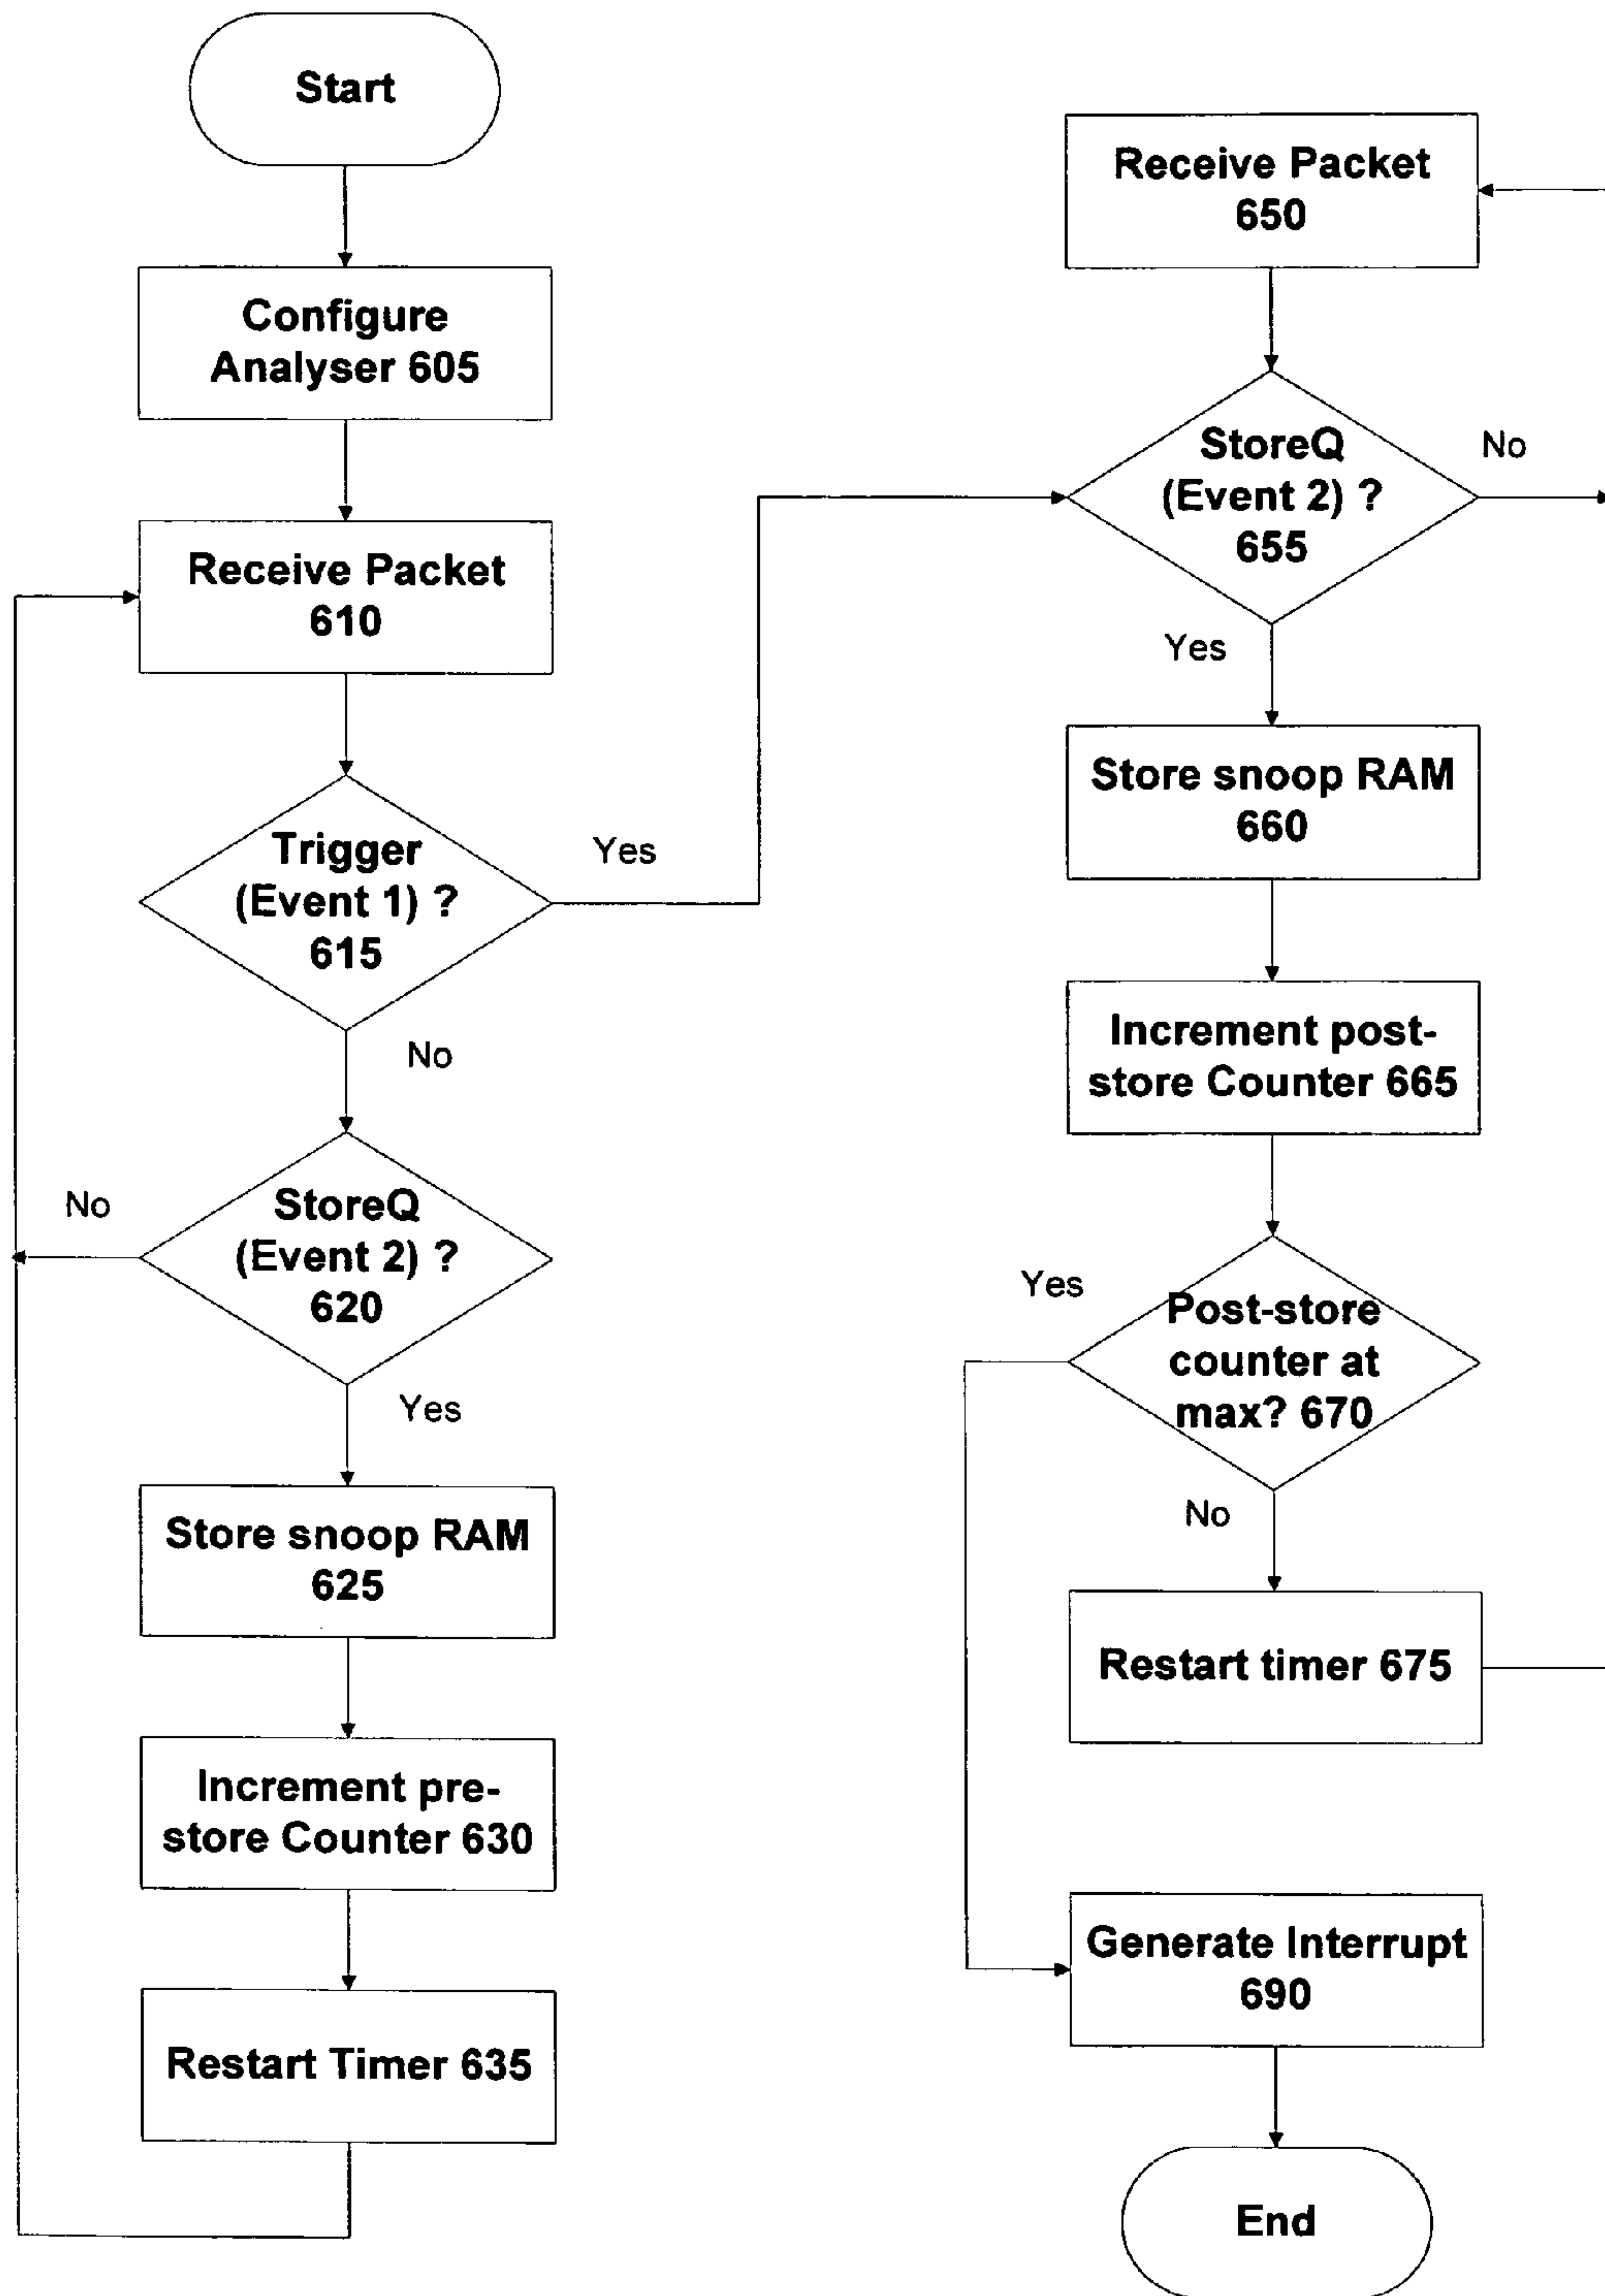 Start
Configure
Analyser 605
Receive Packet
610
Trigger
(Event 1) ?
615
Yes
No
StoreQ
(Event 2) ?
620
No
Yes
Store snoop RAM
625
Increment pre-
store Counter 630
Restart Timer 635
Receive Packet
650
StoreQ
(Event 2) ?
655
No
Yes
Store snoop RAM
660
Increment post-
store Counter 665
Post-store
counter at
max? 670
Yes
No
Restart timer 675
Generate Interrupt
690
End